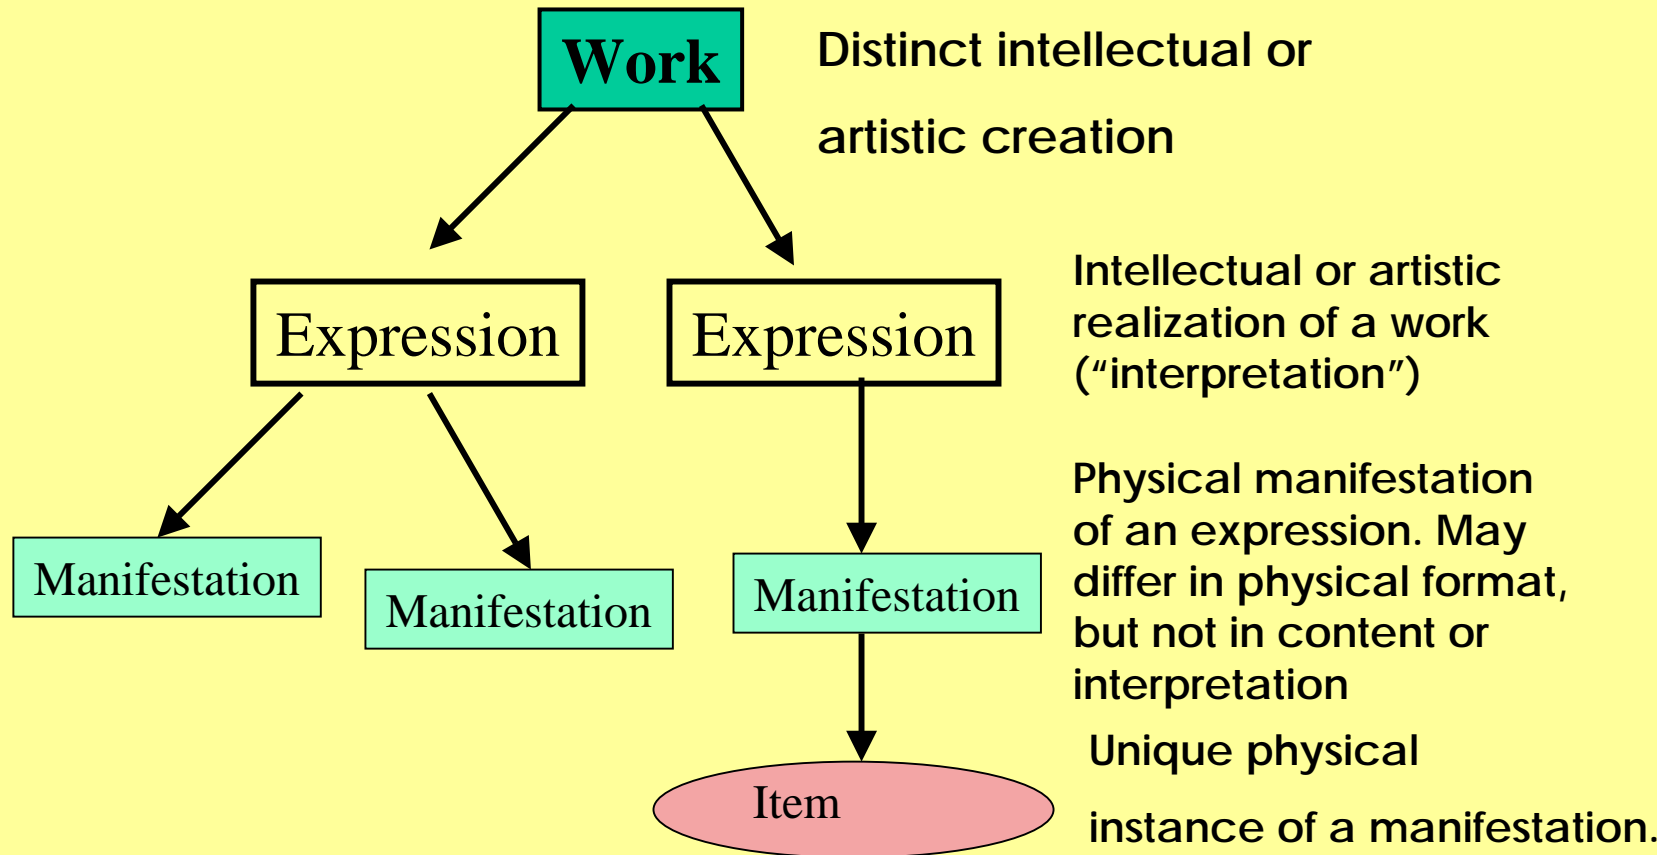 Work
Distinct intellectual or
artistic creation
Expression
Expression
Intellectual or artistic
realization of a work
(“interpretation”)
Manifestation
Manifestation
Manifestation
Physical manifestation
of an expression. May
differ in physical format,
but not in content or
interpretation
Item
Unique physical
instance of a manifestation.